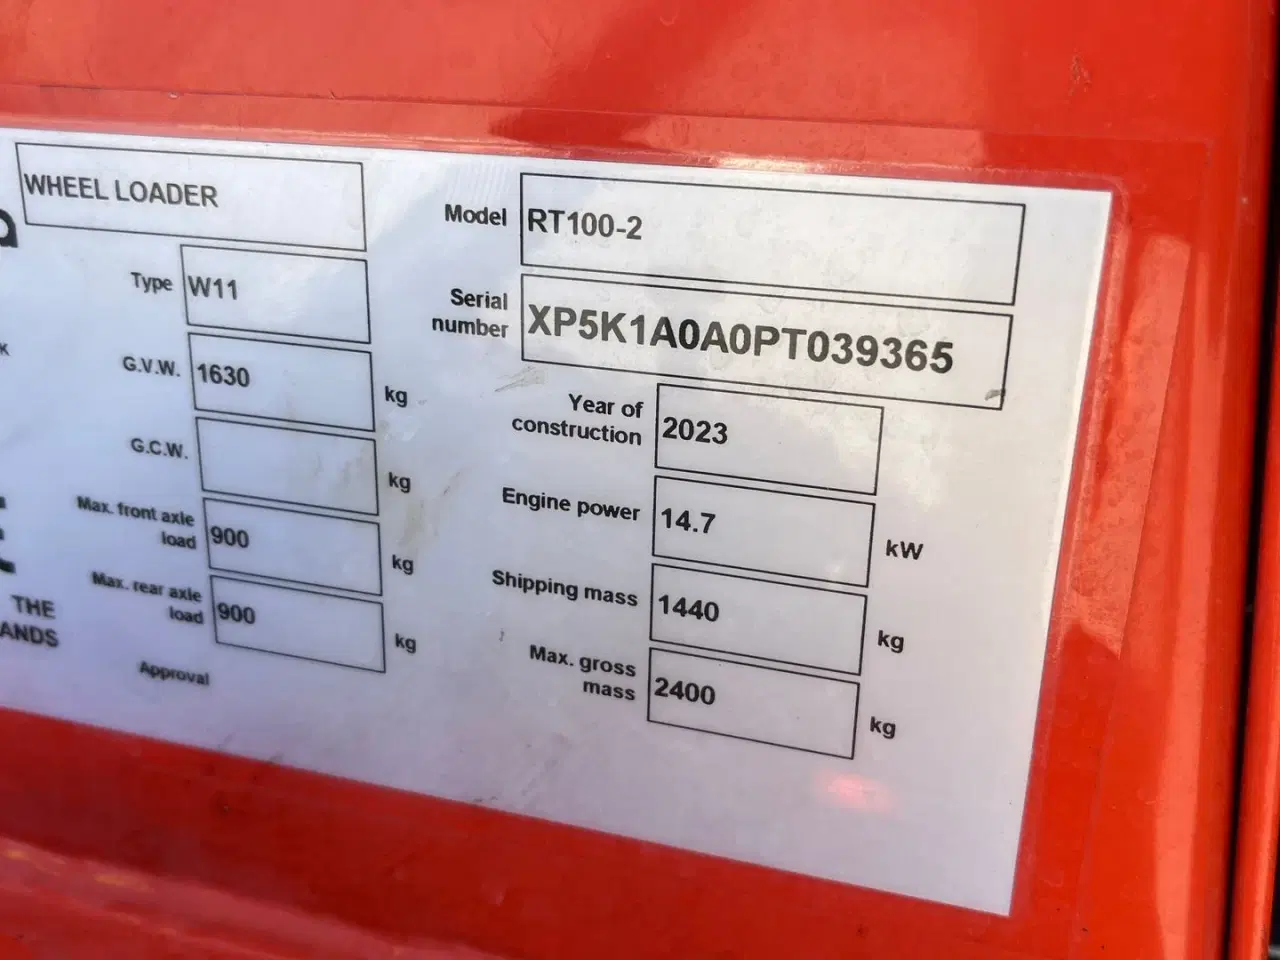 WHEEL LOADER
Type W11
G.V.W. 1630 kg
G.C.W. kg
Max. front axle
load 900 kg
Max. rear axle
load 900 kg
Approval
THE
ANDS
Model RT100-2
Serial
number XP5K1A0A0PT039365
Year of
construction 2023
Engine power 14.7 kW
Shipping mass 1440 kg
Max. gross
mass 2400 kg